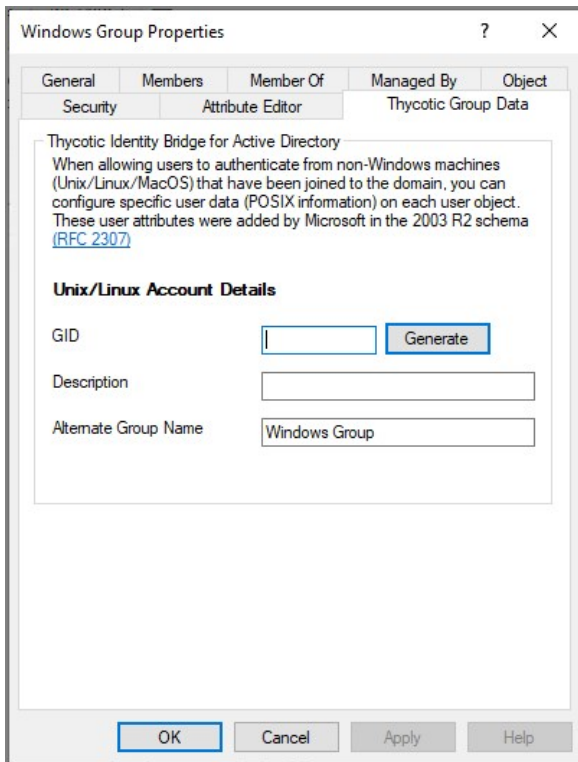 Windows Group Properties ? X
General Members Member Of Managed By Object
Security Attribute Editor Thycotic Group Data
Thycotic Identity Bridge for Active Directory
When allowing users to authenticate from non-Windows machines
(Unix/Linux/MacOS) that have been joined to the domain, you can
configure specific user data (POSIX information) on each user object.
These user attributes were added by Microsoft in the 2003 R2 schema
(RFC 2307)
Unix/Linux Account Details
GID Generate
Description
Alternate Group Name Windows Group
OK Cancel Apply Help